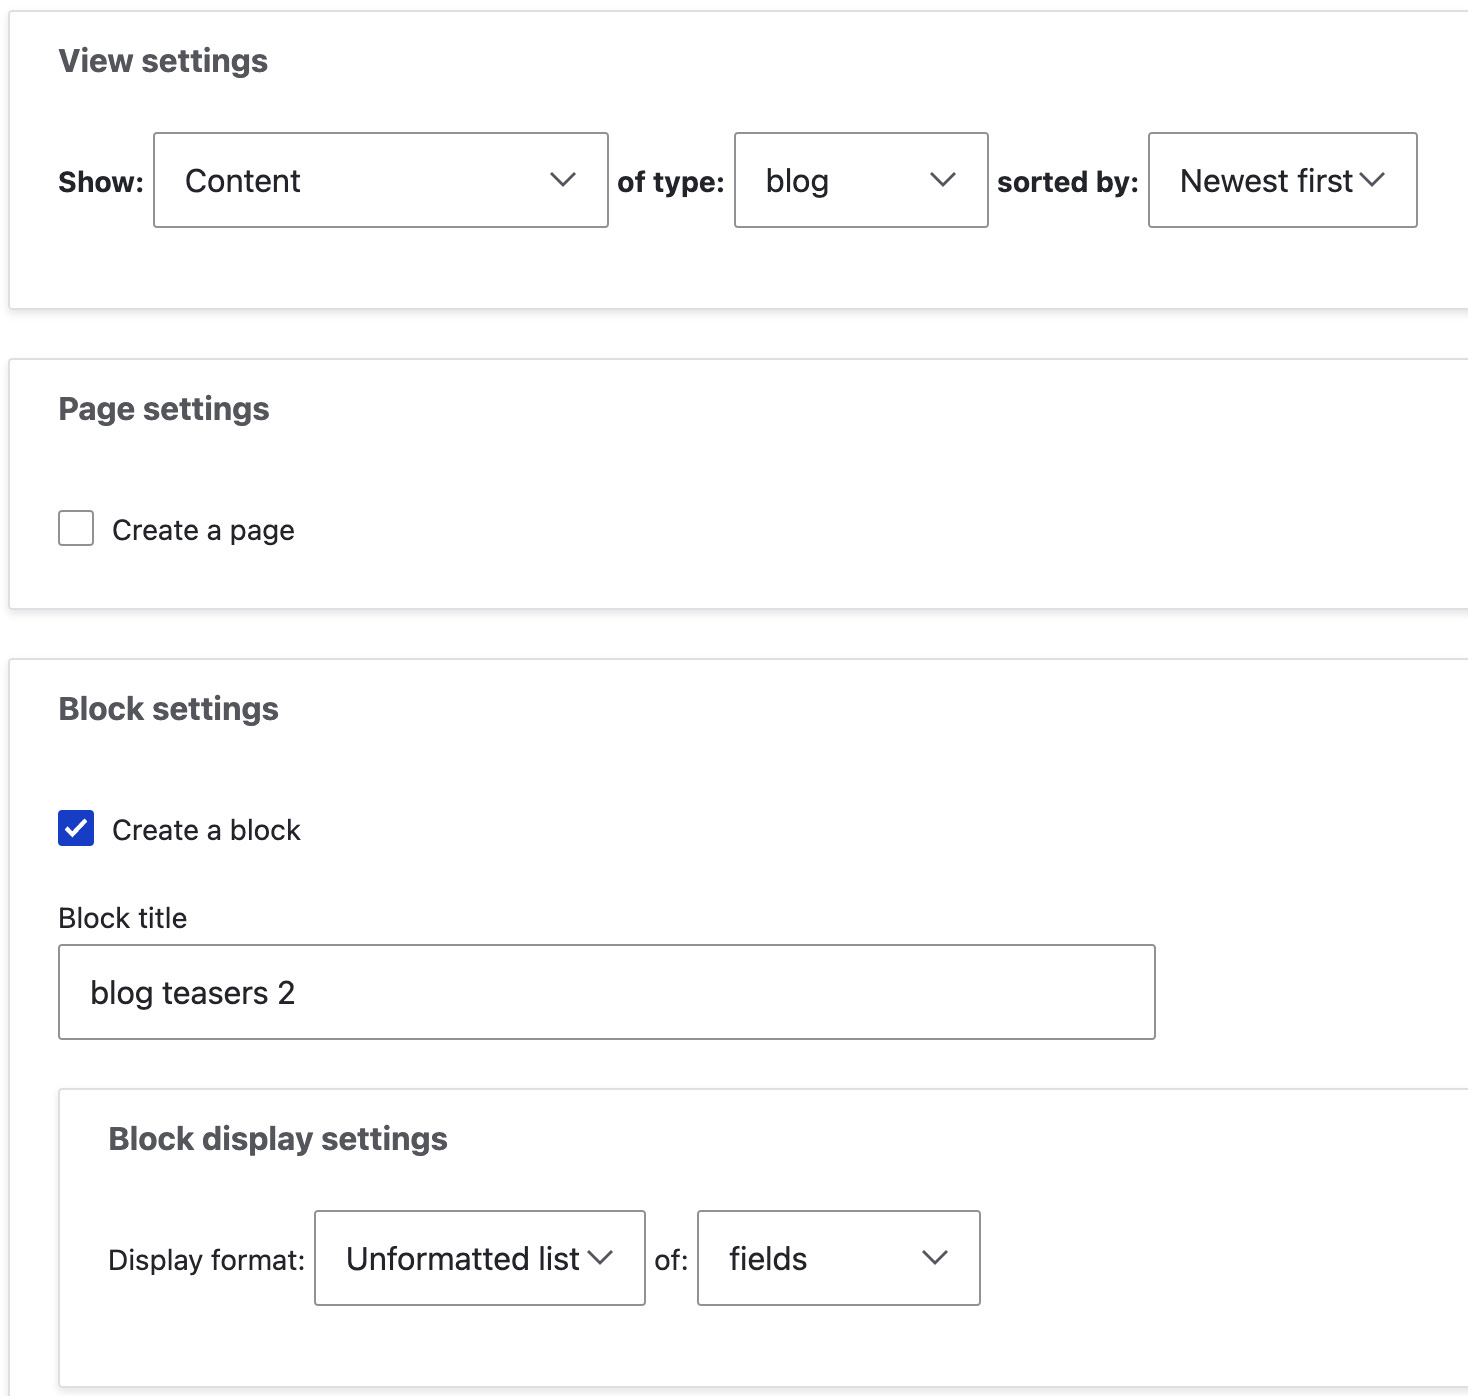 View settings
Show: Content of type: blog sorted by: Newest first
Page settings
Create a page
Block settings
Create a block
Block title
blog teasers 2
Block display settings
Display format: Unformatted list of: fields